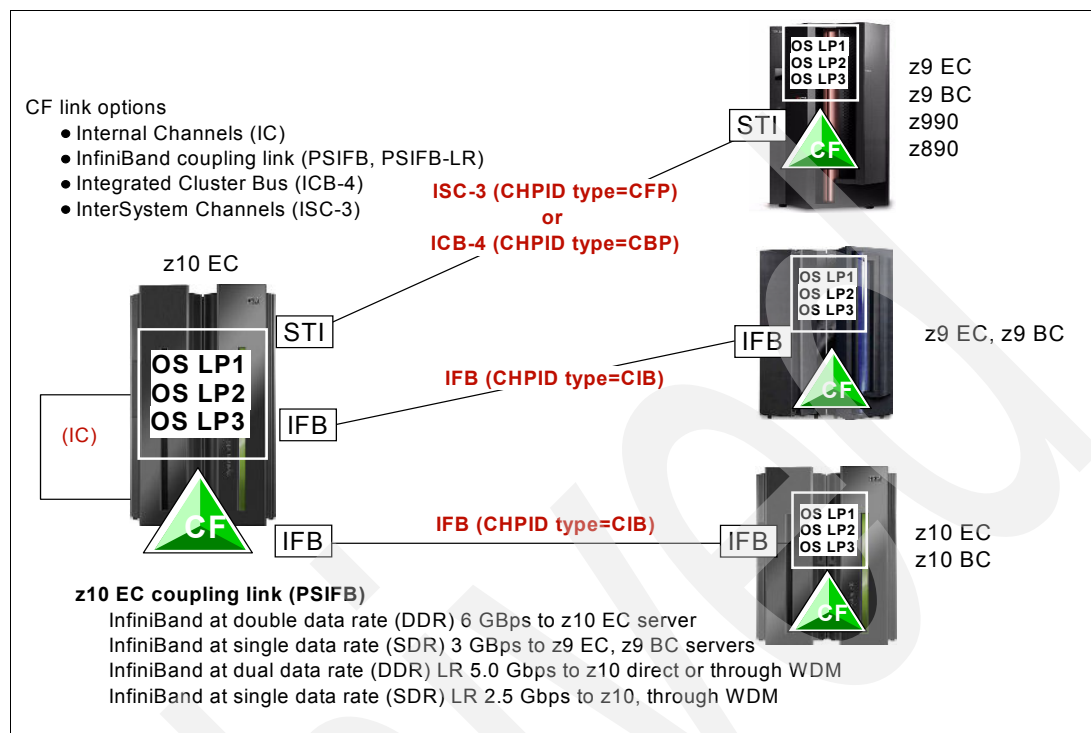 CF link options
● Internal Channels (IC)
● InfiniBand coupling link (PSIFB, PSIFB-LR)
● Integrated Cluster Bus (ICB-4)
● InterSystem Channels (ISC-3)
OS LP1
OS LP2
OS LP3
CF
STI
z9 EC
z9 BC
z990
z890
ISC-3 (CHPID type=CFP)
or
ICB-4 (CHPID type=CBP)
z10 EC
STI
OS LP1
OS LP2
OS LP3
(IC)
IFB
CF
IFB
IFB (CHPID type=CIB)
IFB
OS LP1
OS LP2
OS LP3
CF
z9 EC, z9 BC
IFB (CHPID type=CIB)
IFB
OS LP1
OS LP2
OS LP3
CF
z10 EC
z10 BC
z10 EC coupling link (PSIFB)
InfiniBand at double data rate (DDR) 6 GBps to z10 EC server
InfiniBand at single data rate (SDR) 3 GBps to z9 EC, z9 BC servers
InfiniBand at dual data rate (DDR) LR 5.0 Gbps to z10 direct or through WDM
InfiniBand at single data rate (SDR) LR 2.5 Gbps to z10, through WDM